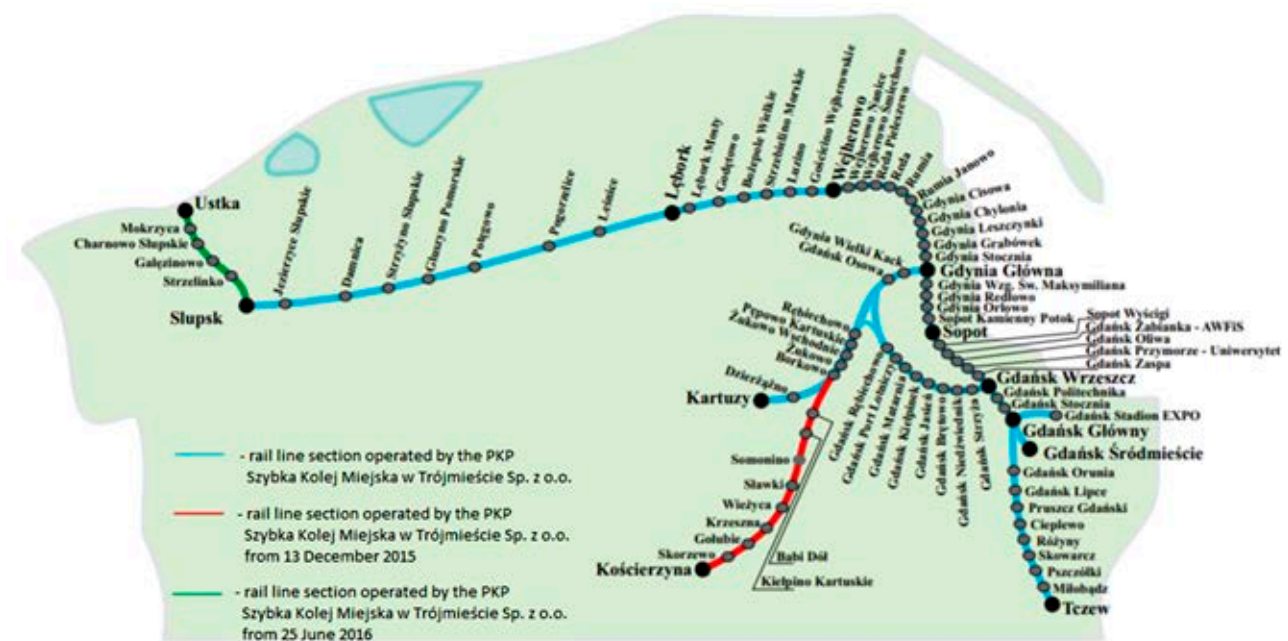 Ustka
Mokrzyca
Charnowo Słupskie
Gałęzinowo
Strzelinko
Słupsk
Jezierzyce Słupskie
Damnica
Strzyżyno Słupskie
Głuszyno Pomorskie
Potęgowo
Pogorzelice
Leśnice
Lębork
Lębork Mosty
Godętowo
Bożepole Wielkie
Strzebielino Morskie
Luzino
Gościcino Wejherowskie
Wejherowo
Wejherowo Nanice
Wejherowo Śmiechowo
Reda Pieleszewo
Reda
Rumia
Rumia Janowo
Gdynia Cisowa
Gdynia Chylonia
Gdynia Leszczynki
Gdynia Grabówek
Gdynia Stocznia
Gdynia Główna
Gdynia Wielki Kack
Gdańsk Osowa
Gdynia Wzg. Św. Maksymiliana
Gdynia Redłowo
Gdynia Orłowo
Sopot Kamienny Potok
Sopot
Sopot Wyścigi
Gdańsk Żabianka - AWFiS
Gdańsk Oliwa
Gdańsk Przymorze - Uniwersytet
Gdańsk Zaspa
Gdańsk Wrzeszcz
Gdańsk Politechnika
Gdańsk Stocznia
Gdańsk Stadion EXPO
Gdańsk Główny
Gdańsk Śródmieście
Gdańsk Orunia
Gdańsk Lipce
Pruszcz Gdański
Cieplewo
Różyny
Skowarcz
Pszczółki
Miłobądz
Tczew
Rębiechowo
Pępowo Kartuskie
Żukowo Wschodnie
Żukowo
Borkowo
Dzierżążno
Kartuzy
Gdańsk Rębiechowo
Gdańsk Port Lotniczy
Gdańsk Matarnia
Gdańsk Kiełpinek
Gdańsk Jasień
Gdańsk Brętowo
Gdańsk Niedźwiednik
Gdańsk Strzyża
Somonino
Sławki
Wieżyca
Krzeszna
Gołubie
Skorzewo
Kościerzyna
Babi Dół
Kiełpino Kartuskie
- rail line section operated by the PKP
Szybka Kolej Miejska w Trójmieście Sp. z o.o.
- rail line section operated by the PKP
Szybka Kolej Miejska w Trójmieście Sp. z o.o.
from 13 December 2015
- rail line section operated by the PKP
Szybka Kolej Miejska w Trójmieście Sp. z o.o.
from 25 June 2016